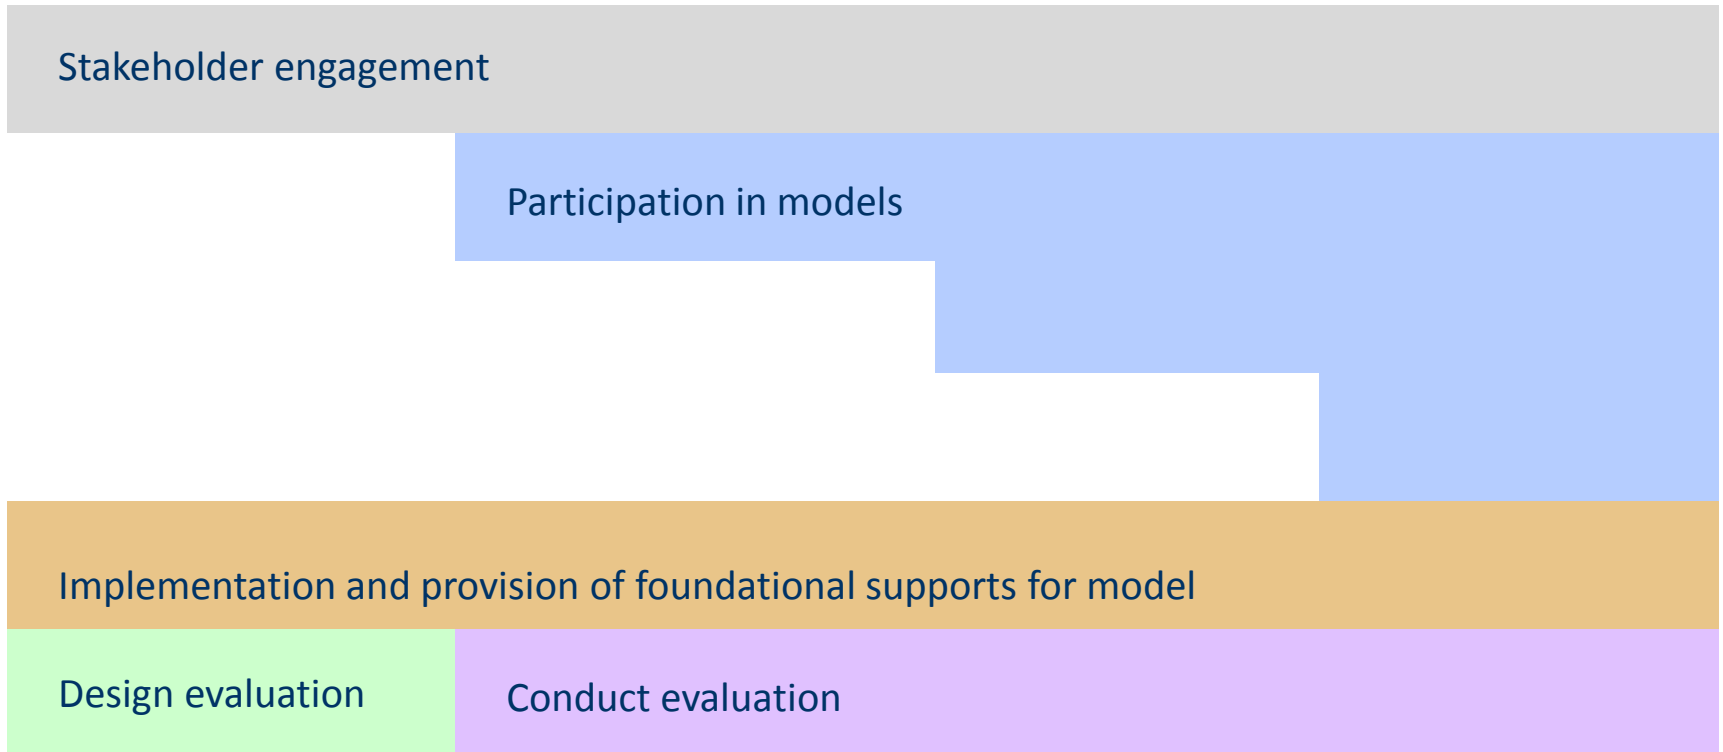 Stakeholder engagement
Participation in models
Implementation and provision of foundational supports for model
Design evaluation
Conduct evaluation